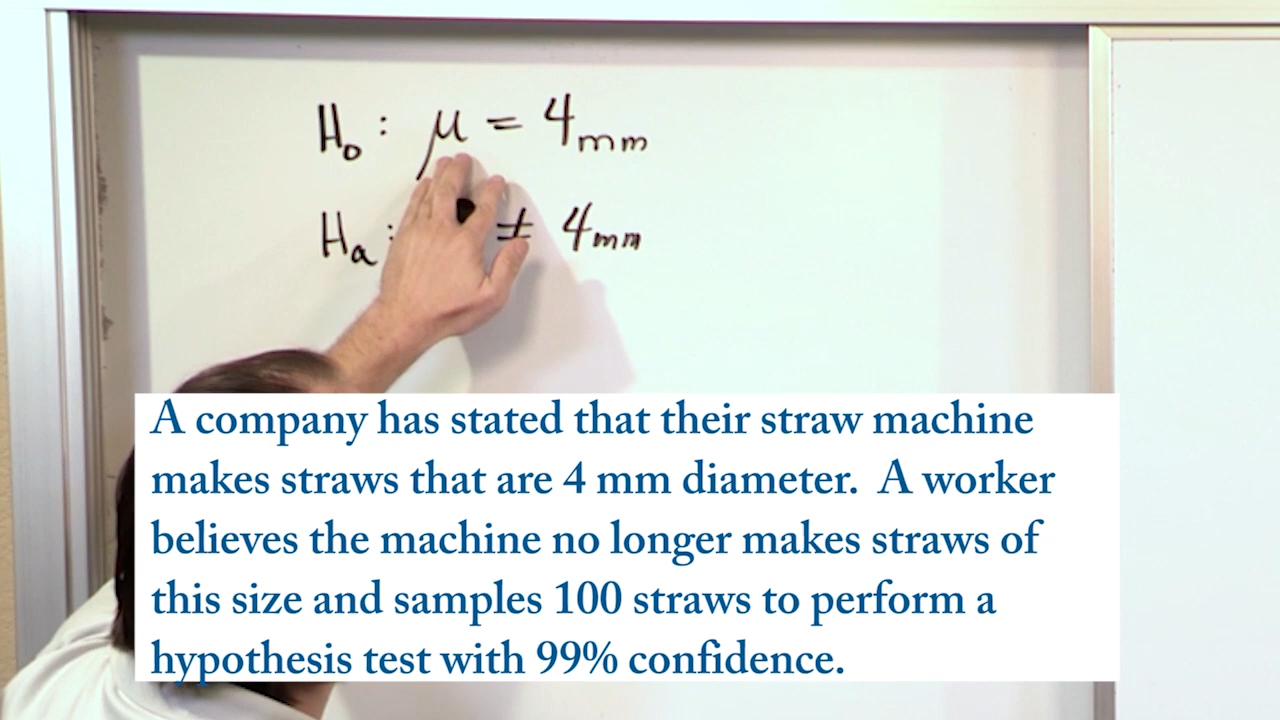 H₀: μ = 4mm
Hₐ: ≠ 4mm
A company has stated that their straw machine
makes straws that are 4 mm diameter. A worker
believes the machine no longer makes straws of
this size and samples 100 straws to perform a
hypothesis test with 99% confidence.